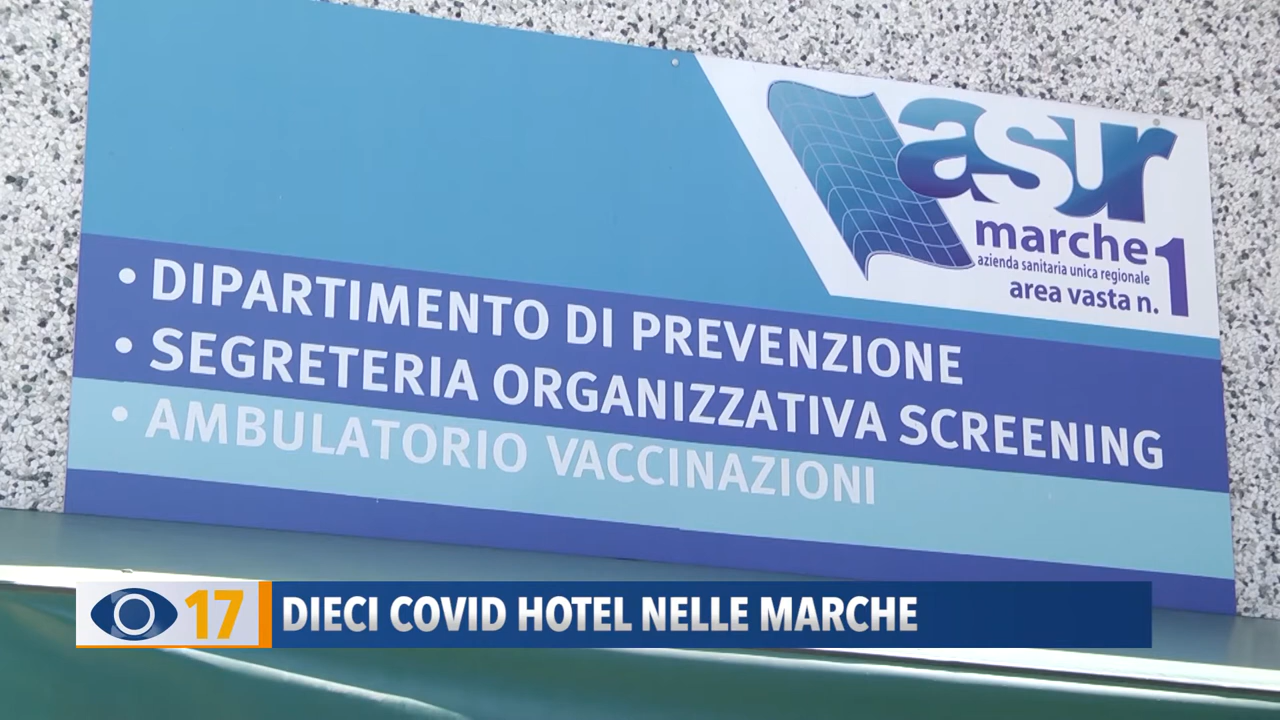 asur
marche 1
azienda sanitaria unica regionale
area vasta n.
• DIPARTIMENTO DI PREVENZIONE
• SEGRETERIA ORGANIZZATIVA SCREENING
• AMBULATORIO VACCINAZIONI
17 DIECI COVID HOTEL NELLE MARCHE